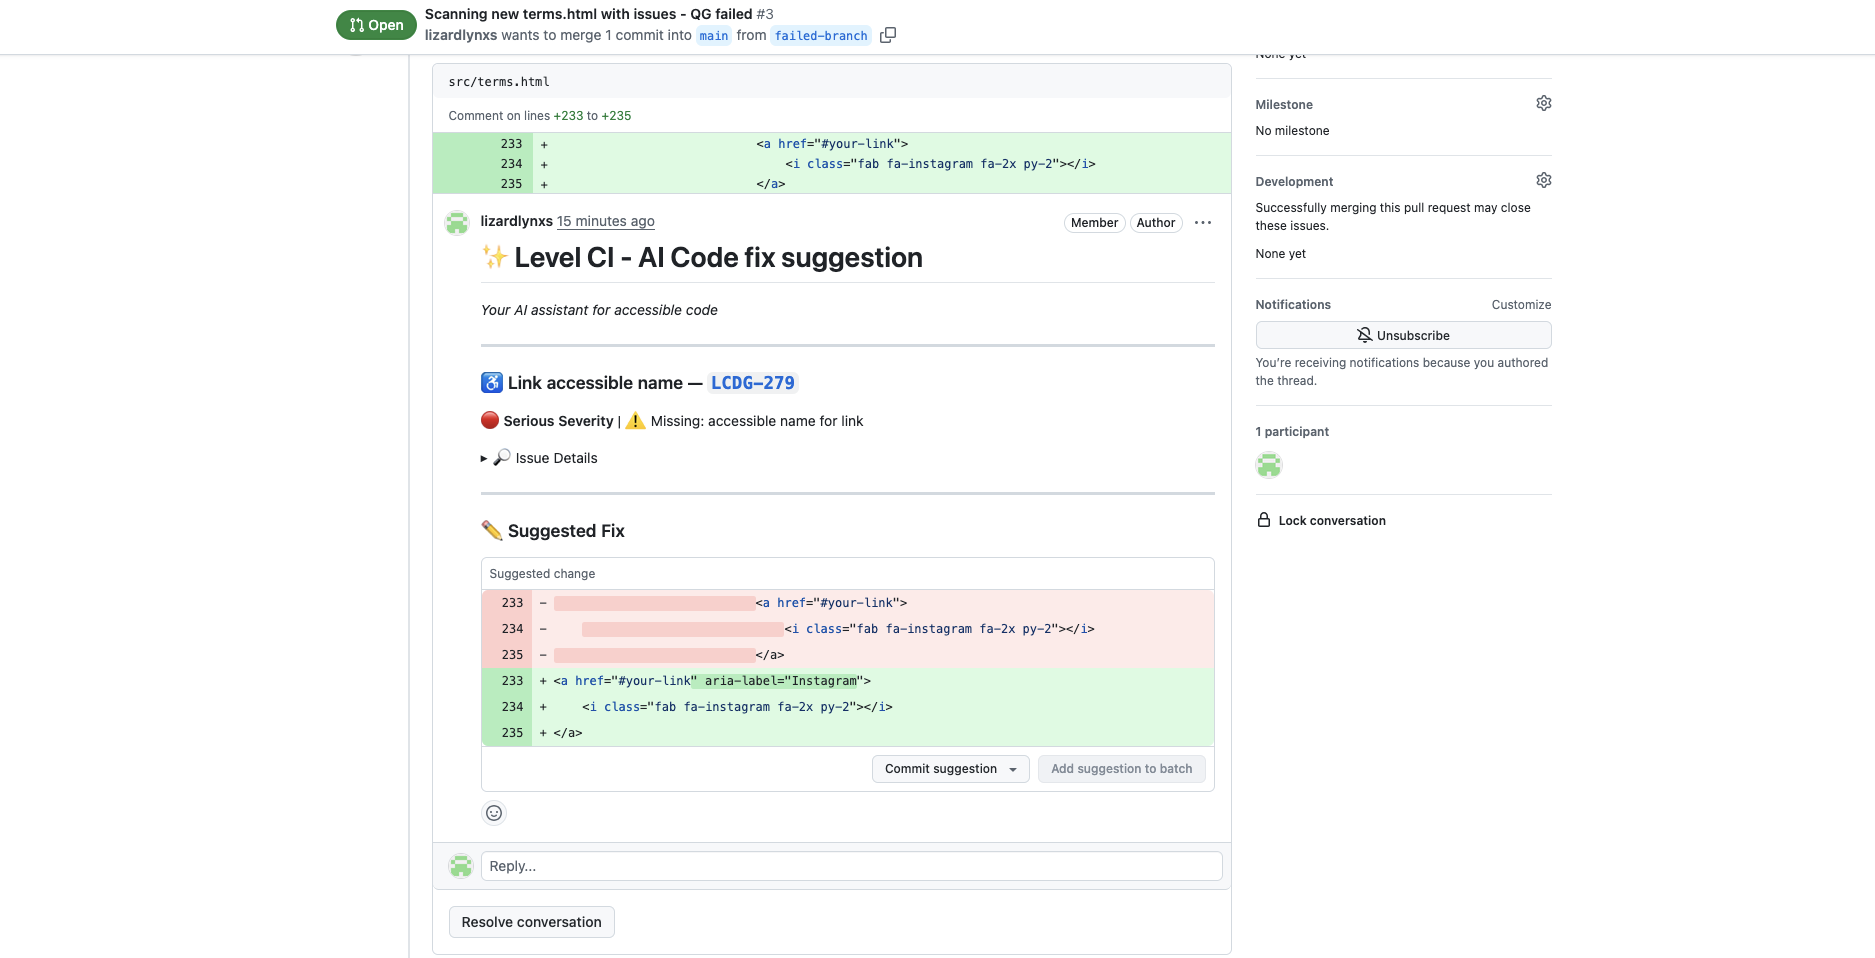 Open
Scanning new terms.html with issues - QG failed #3
lizardlynxs wants to merge 1 commit into main from failed-branch
src/terms.html
Comment on lines +233 to +235
233 + <a href="#your-link">
234 + <i class="fab fa-instagram fa-2x py-2"></i>
235 + </a>
lizardlynxs 15 minutes ago Member Author ...
✨ Level CI - AI Code fix suggestion
Your AI assistant for accessible code
♿ Link accessible name — LCDG-279
🔴 Serious Severity | ⚠️ Missing: accessible name for link
▸ 🔎 Issue Details
✏️ Suggested Fix
Suggested change
233 - <a href="#your-link">
234 - <i class="fab fa-instagram fa-2x py-2"></i>
235 - </a>
233 + <a href="#your-link" aria-label="Instagram">
234 + <i class="fab fa-instagram fa-2x py-2"></i>
235 + </a>
Commit suggestion Add suggestion to batch
Reply...
Resolve conversation
None yet
Milestone
No milestone
Development
Successfully merging this pull request may close
these issues.
None yet
Notifications Customize
Unsubscribe
You're receiving notifications because you authored
the thread.
1 participant
Lock conversation